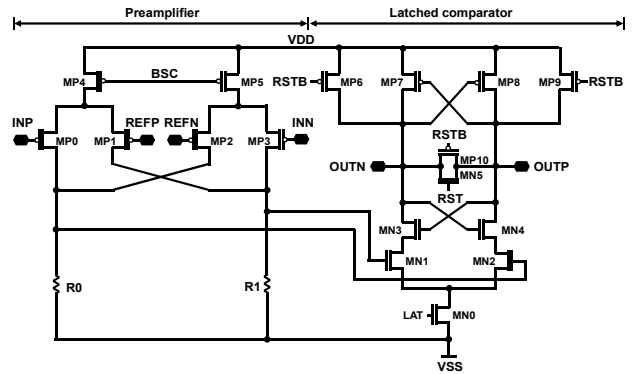 Preamplifier
Latched comparator
VDD
MP4
BSC
MP5
RSTB
MP6
MP7
MP8
MP9
RSTB
INP
REFP
REFN
INN
MP0
MP1
MP2
MP3
RSTB
OUTN
MP10
OUTP
MN5
RST
MN3
MN4
MN1
MN2
R0
R1
LAT
MN0
VSS